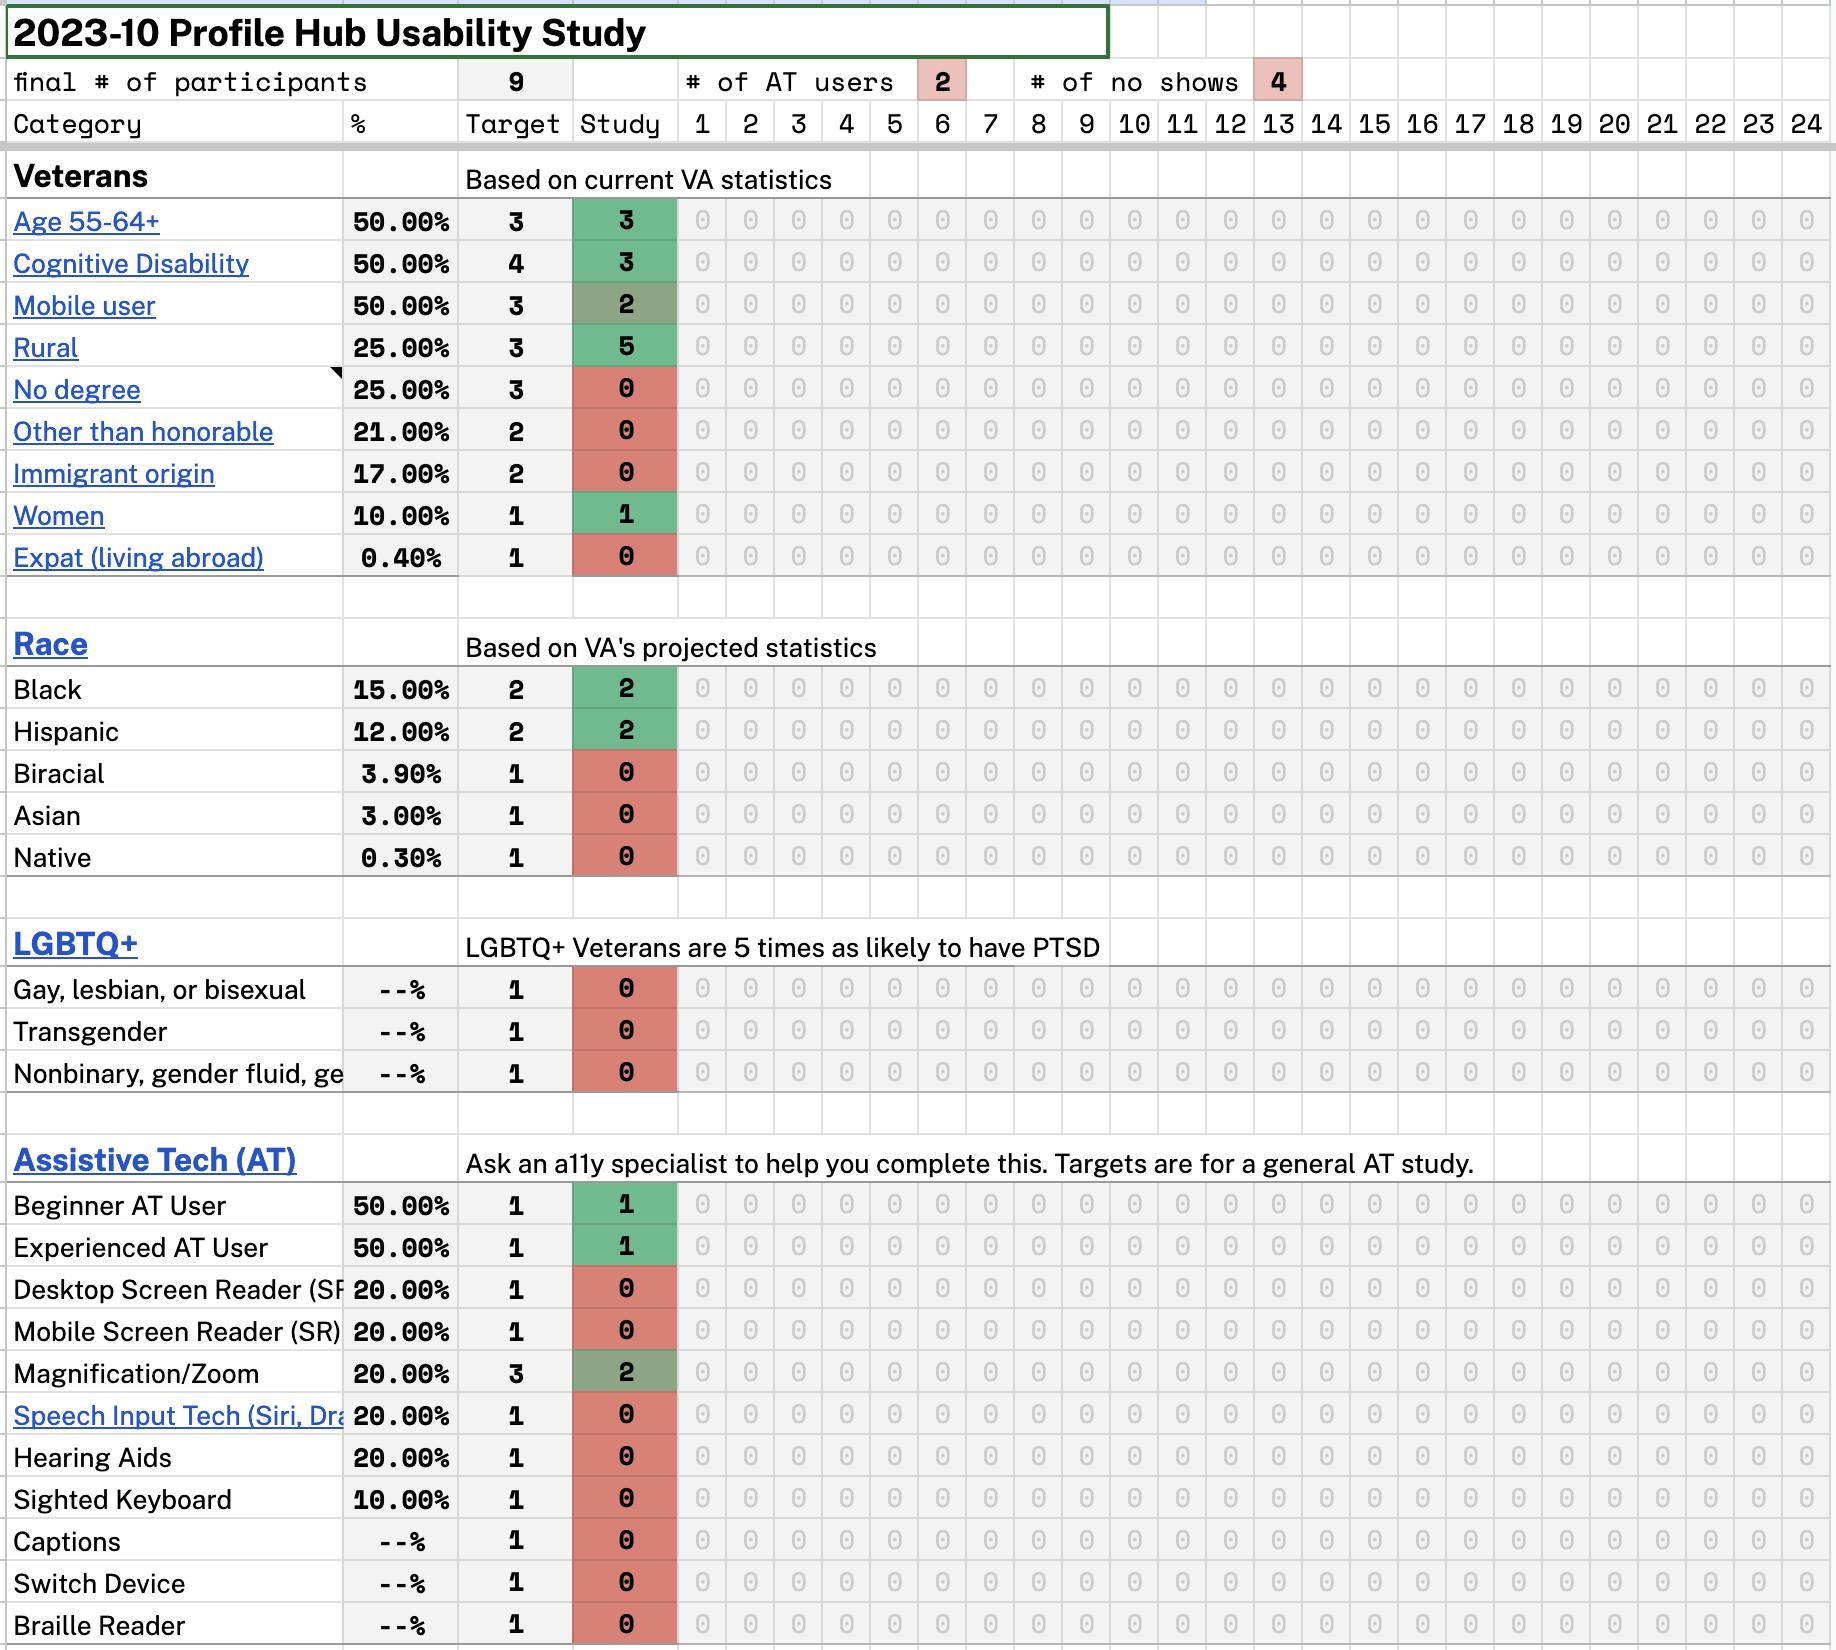 2023-10 Profile Hub Usability Study
final # of participants 9 # of AT users 2 # of no shows 4
Category % Target Study 1 2 3 4 5 6 7 8 9 10 11 12 13 14 15 16 17 18 19 20 21 22 23 24
Veterans Based on current VA statistics
Age 55-64+ 50.00% 3 3 0 0 0 0 0 0 0 0 0 0 0 0 0 0 0 0 0 0 0 0 0 0 0 0
Cognitive Disability 50.00% 4 3 0 0 0 0 0 0 0 0 0 0 0 0 0 0 0 0 0 0 0 0 0 0 0 0
Mobile user 50.00% 3 2 0 0 0 0 0 0 0 0 0 0 0 0 0 0 0 0 0 0 0 0 0 0 0 0
Rural 25.00% 3 5 0 0 0 0 0 0 0 0 0 0 0 0 0 0 0 0 0 0 0 0 0 0 0 0
No degree 25.00% 3 0 0 0 0 0 0 0 0 0 0 0 0 0 0 0 0 0 0 0 0 0 0 0 0 0
Other than honorable 21.00% 2 0 0 0 0 0 0 0 0 0 0 0 0 0 0 0 0 0 0 0 0 0 0 0 0 0
Immigrant origin 17.00% 2 0 0 0 0 0 0 0 0 0 0 0 0 0 0 0 0 0 0 0 0 0 0 0 0 0
Women 10.00% 1 1 0 0 0 0 0 0 0 0 0 0 0 0 0 0 0 0 0 0 0 0 0 0 0 0
Expat (living abroad) 0.40% 1 0 0 0 0 0 0 0 0 0 0 0 0 0 0 0 0 0 0 0 0 0 0 0 0 0
Race Based on VA's projected statistics
Black 15.00% 2 2 0 0 0 0 0 0 0 0 0 0 0 0 0 0 0 0 0 0 0 0 0 0 0 0
Hispanic 12.00% 2 2 0 0 0 0 0 0 0 0 0 0 0 0 0 0 0 0 0 0 0 0 0 0 0 0
Biracial 3.90% 1 0 0 0 0 0 0 0 0 0 0 0 0 0 0 0 0 0 0 0 0 0 0 0 0 0
Asian 3.00% 1 0 0 0 0 0 0 0 0 0 0 0 0 0 0 0 0 0 0 0 0 0 0 0 0 0
Native 0.30% 1 0 0 0 0 0 0 0 0 0 0 0 0 0 0 0 0 0 0 0 0 0 0 0 0 0
LGBTQ+ LGBTQ+ Veterans are 5 times as likely to have PTSD
Gay, lesbian, or bisexual --% 1 0 0 0 0 0 0 0 0 0 0 0 0 0 0 0 0 0 0 0 0 0 0 0 0 0
Transgender --% 1 0 0 0 0 0 0 0 0 0 0 0 0 0 0 0 0 0 0 0 0 0 0 0 0 0
Nonbinary, gender fluid, ge --% 1 0 0 0 0 0 0 0 0 0 0 0 0 0 0 0 0 0 0 0 0 0 0 0 0 0
Assistive Tech (AT) Ask an a11y specialist to help you complete this. Targets are for a general AT study.
Beginner AT User 50.00% 1 1 0 0 0 0 0 0 0 0 0 0 0 0 0 0 0 0 0 0 0 0 0 0 0 0
Experienced AT User 50.00% 1 1 0 0 0 0 0 0 0 0 0 0 0 0 0 0 0 0 0 0 0 0 0 0 0 0
Desktop Screen Reader (SR 20.00% 1 0 0 0 0 0 0 0 0 0 0 0 0 0 0 0 0 0 0 0 0 0 0 0 0 0
Mobile Screen Reader (SR) 20.00% 1 0 0 0 0 0 0 0 0 0 0 0 0 0 0 0 0 0 0 0 0 0 0 0 0 0
Magnification/Zoom 20.00% 3 2 0 0 0 0 0 0 0 0 0 0 0 0 0 0 0 0 0 0 0 0 0 0 0 0
Speech Input Tech (Siri, Dra 20.00% 1 0 0 0 0 0 0 0 0 0 0 0 0 0 0 0 0 0 0 0 0 0 0 0 0 0
Hearing Aids 20.00% 1 0 0 0 0 0 0 0 0 0 0 0 0 0 0 0 0 0 0 0 0 0 0 0 0 0
Sighted Keyboard 10.00% 1 0 0 0 0 0 0 0 0 0 0 0 0 0 0 0 0 0 0 0 0 0 0 0 0 0
Captions --% 1 0 0 0 0 0 0 0 0 0 0 0 0 0 0 0 0 0 0 0 0 0 0 0 0 0
Switch Device --% 1 0 0 0 0 0 0 0 0 0 0 0 0 0 0 0 0 0 0 0 0 0 0 0 0 0
Braille Reader --% 1 0 0 0 0 0 0 0 0 0 0 0 0 0 0 0 0 0 0 0 0 0 0 0 0 0